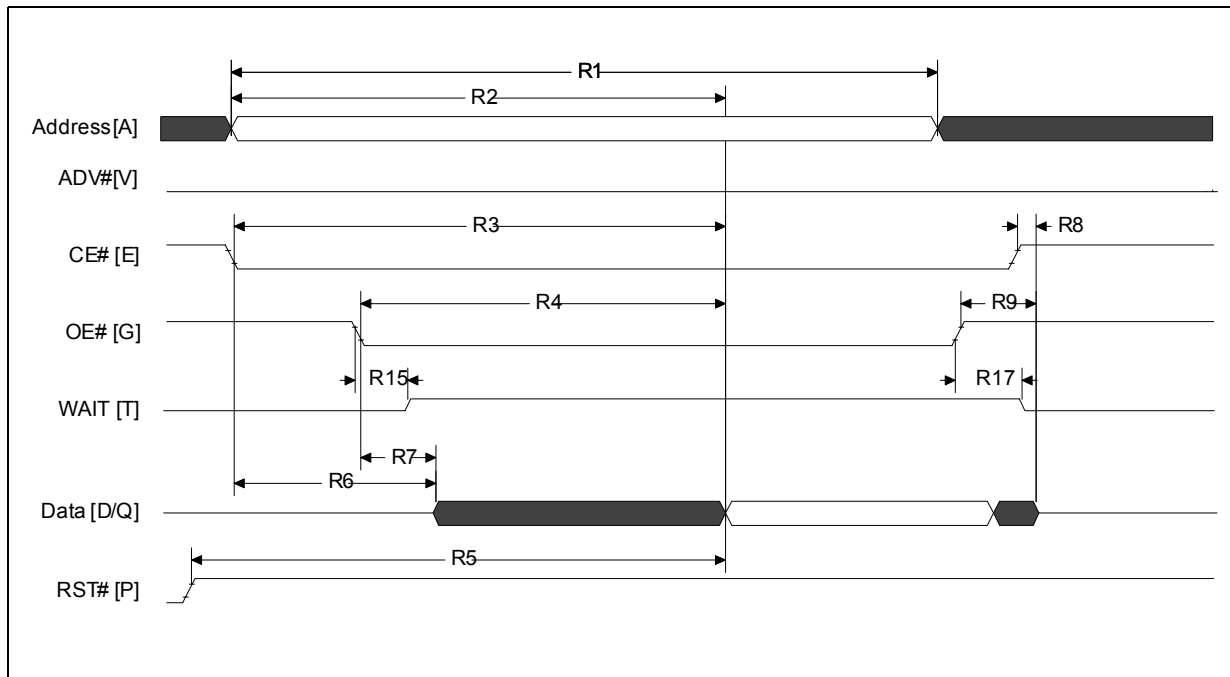 R1
R2
Address [A]
ADV# [V]
R3
R8
CE# [E]
R4
R9
OE# [G]
R15
R17
WAIT [T]
R7
R6
Data [D/Q]
R5
RST# [P]